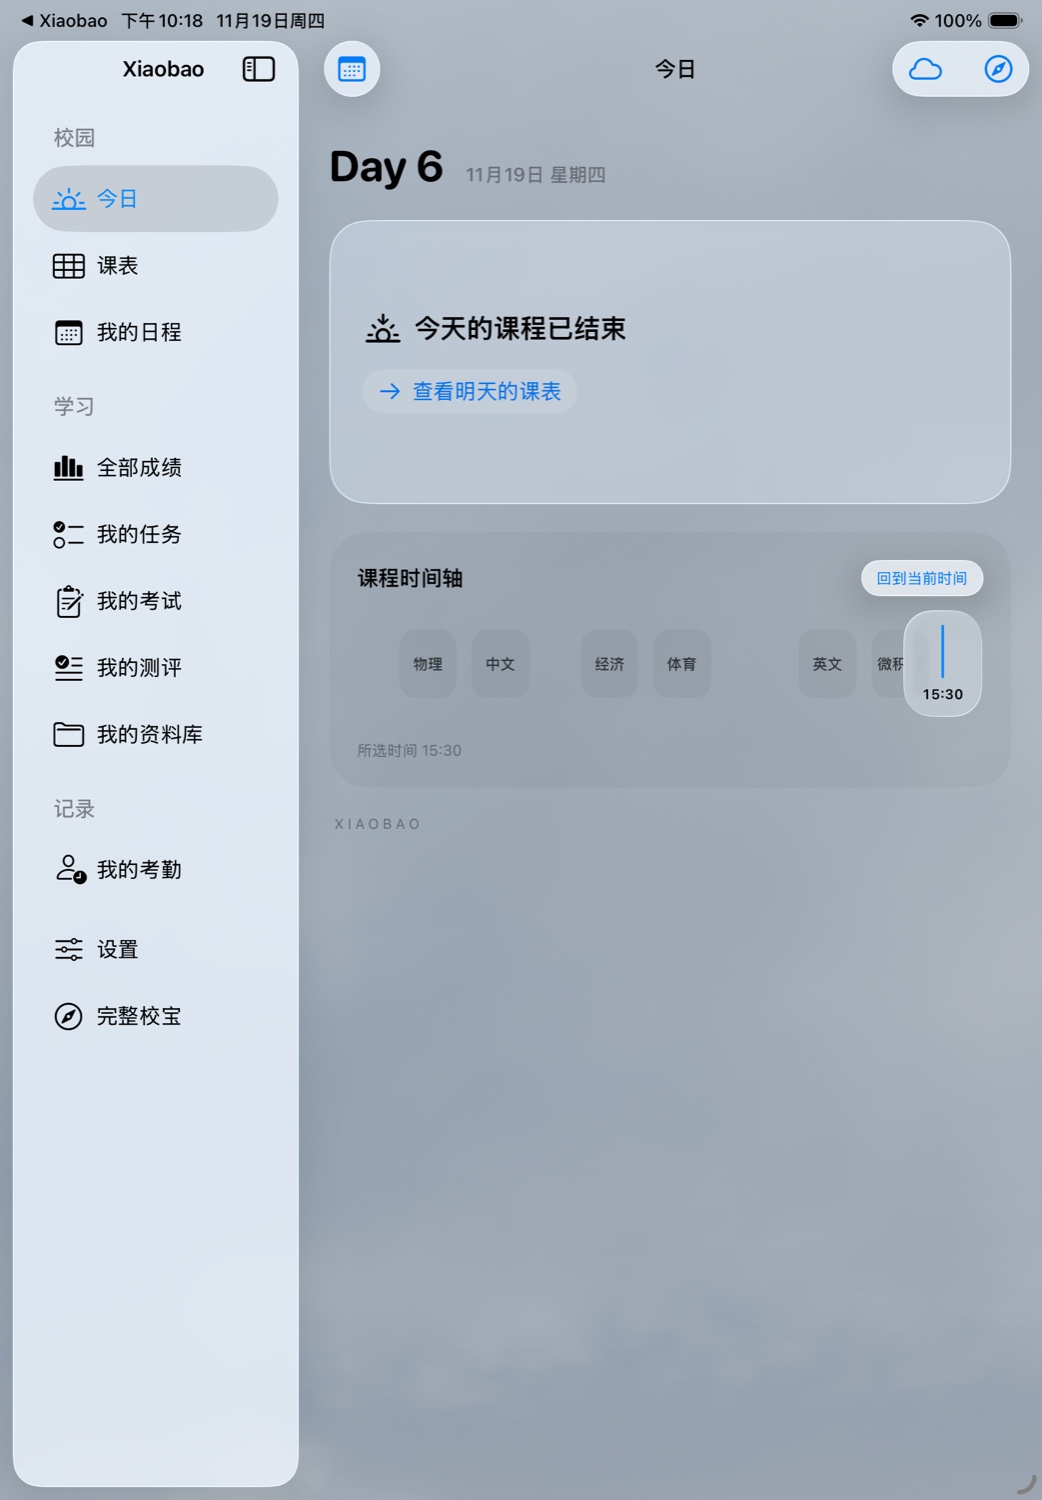 Xiaobao 下午10:18 11月19日周四
100%
Xiaobao
校园
今日
课表
我的日程
学习
全部成绩
我的任务
我的考试
我的测评
我的资料库
记录
我的考勤
设置
完整校宝
今日
Day 6 11月19日 星期四
今天的课程已结束
查看明天的课表
课程时间轴
回到当前时间
物理 中文 经济 体育 英文 微积
15:30
所选时间 15:30
XIAOBAO